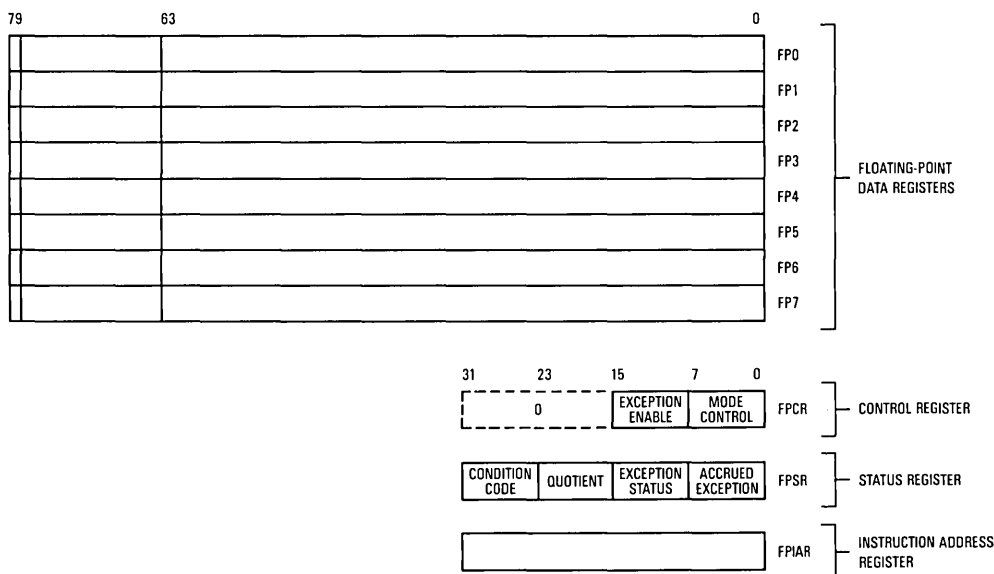 79 63 0
FP0
FP1
FP2
FP3
FP4
FP5
FP6
FP7
FLOATING-POINT
DATA REGISTERS
31 23 15 7 0
0
EXCEPTION
ENABLE
MODE
CONTROL
FPCR
CONTROL REGISTER
CONDITION
CODE
QUOTIENT
EXCEPTION
STATUS
ACCRUED
EXCEPTION
FPSR
STATUS REGISTER
FPIAR
INSTRUCTION ADDRESS
REGISTER